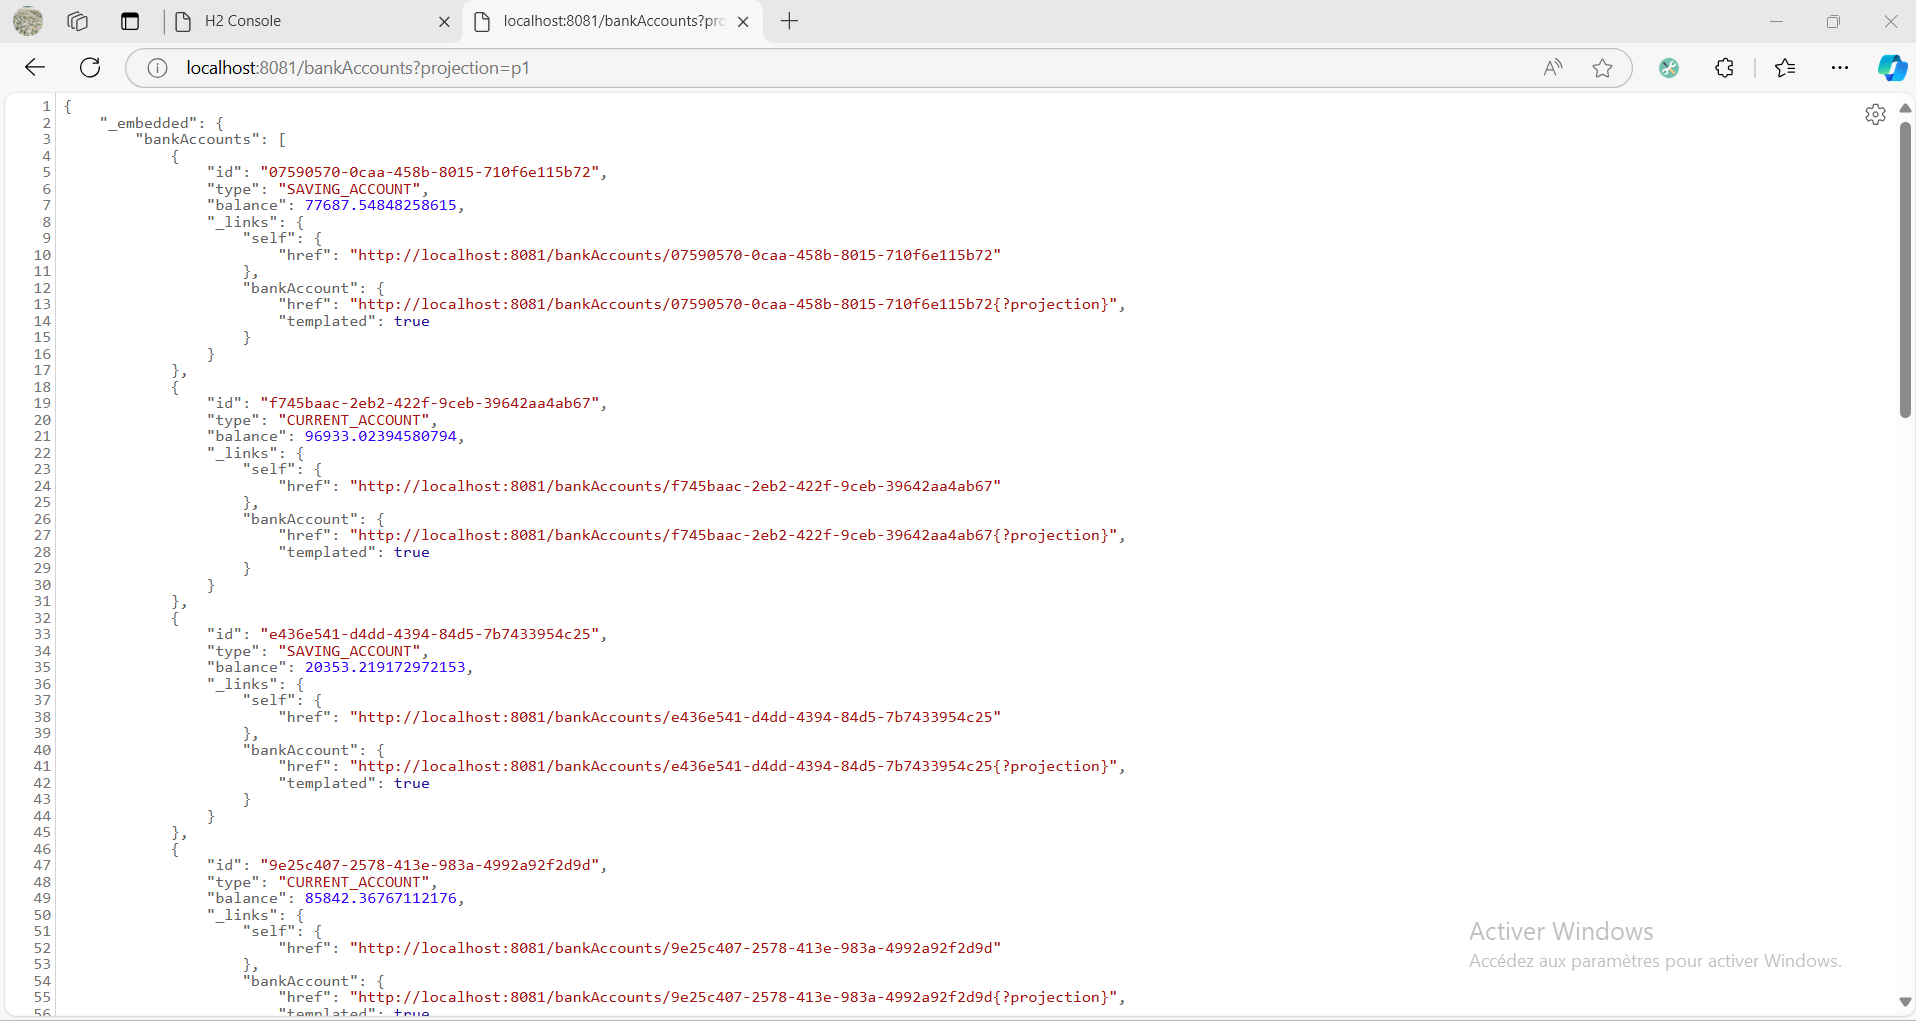 H2 Console
localhost:8081/bankAccounts?pro
localhost:8081/bankAccounts?projection=p1
1 {
2 "_embedded": {
3 "bankAccounts": [
4 {
5 "id": "07590570-0caa-458b-8015-710f6e115b72",
6 "type": "SAVING_ACCOUNT",
7 "balance": 77687.54848258615,
8 "_links": {
9 "self": {
10 "href": "http://localhost:8081/bankAccounts/07590570-0caa-458b-8015-710f6e115b72"
11 },
12 "bankAccount": {
13 "href": "http://localhost:8081/bankAccounts/07590570-0caa-458b-8015-710f6e115b72{?projection}",
14 "templated": true
15 }
16 }
17 },
18 {
19 "id": "f745baac-2eb2-422f-9ceb-39642aa4ab67",
20 "type": "CURRENT_ACCOUNT",
21 "balance": 96933.02394580794,
22 "_links": {
23 "self": {
24 "href": "http://localhost:8081/bankAccounts/f745baac-2eb2-422f-9ceb-39642aa4ab67"
25 },
26 "bankAccount": {
27 "href": "http://localhost:8081/bankAccounts/f745baac-2eb2-422f-9ceb-39642aa4ab67{?projection}",
28 "templated": true
29 }
30 }
31 },
32 {
33 "id": "e436e541-d4dd-4394-84d5-7b7433954c25",
34 "type": "SAVING_ACCOUNT",
35 "balance": 20353.219172972153,
36 "_links": {
37 "self": {
38 "href": "http://localhost:8081/bankAccounts/e436e541-d4dd-4394-84d5-7b7433954c25"
39 },
40 "bankAccount": {
41 "href": "http://localhost:8081/bankAccounts/e436e541-d4dd-4394-84d5-7b7433954c25{?projection}",
42 "templated": true
43 }
44 }
45 },
46 {
47 "id": "9e25c407-2578-413e-983a-4992a92f2d9d",
48 "type": "CURRENT_ACCOUNT",
49 "balance": 85842.36767112176,
50 "_links": {
51 "self": {
52 "href": "http://localhost:8081/bankAccounts/9e25c407-2578-413e-983a-4992a92f2d9d"
53 },
54 "bankAccount": {
55 "href": "http://localhost:8081/bankAccounts/9e25c407-2578-413e-983a-4992a92f2d9d{?projection}",
56 "templated": true
Activer Windows
Accédez aux paramètres pour activer Windows.